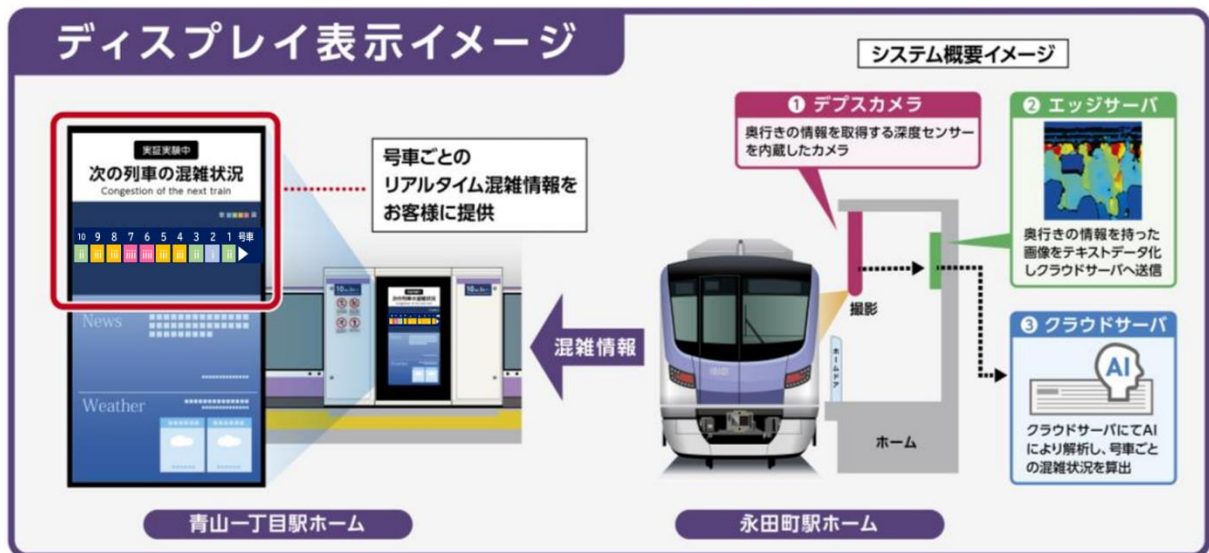 ディスプレイ表示イメージ
実証実験中
次の列車の混雑状況
Congestion of the next train
10 9 8 7 6 5 4 3 2 1 号車
News
Weather
号車ごとの
リアルタイム混雑情報を
お客様に提供
次の列車の混雑状況
混雑情報
青山一丁目駅ホーム
システム概要イメージ
❶ デプスカメラ
奥行きの情報を取得する深度センサー
を内蔵したカメラ
撮影
ホームドア
ホーム
❷ エッジサーバ
奥行きの情報を持った
画像をテキストデータ化
しクラウドサーバへ送信
❸ クラウドサーバ
AI
クラウドサーバにてAI
により解析し、号車ごと
の混雑状況を算出
永田町駅ホーム